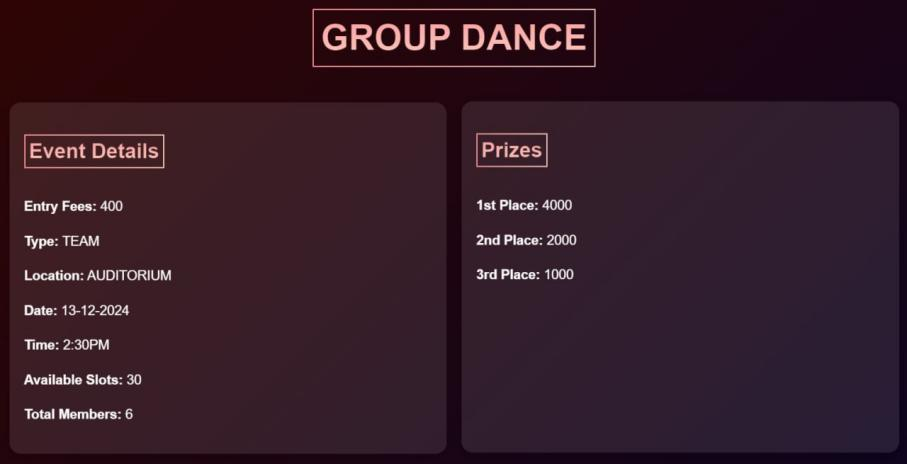 GROUP DANCE
Event Details
Entry Fees: 400
Type: TEAM
Location: AUDITORIUM
Date: 13-12-2024
Time: 2:30PM
Available Slots: 30
Total Members: 6
Prizes
1st Place: 4000
2nd Place: 2000
3rd Place: 1000